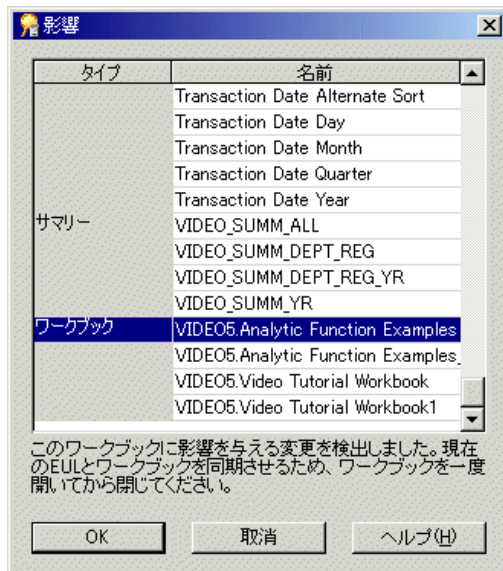 影響
タイプ 名前
Transaction Date Alternate Sort
Transaction Date Day
Transaction Date Month
Transaction Date Quarter
Transaction Date Year
サマリー VIDEO_SUMM_ALL
VIDEO_SUMM_DEPT_REG
VIDEO_SUMM_DEPT_REG_YR
VIDEO_SUMM_YR
ワークブック VIDEO5.Analytic Function Examples
VIDEO5.Analytic Function Examples_
VIDEO5.Video Tutorial Workbook
VIDEO5.Video Tutorial Workbook1
このワークブックに影響を与える変更を検出しました。現在
のEULとワークブックを同期させるため、ワークブックを一度
開いてから閉じてください。
OK 取消 ヘルプ(H)